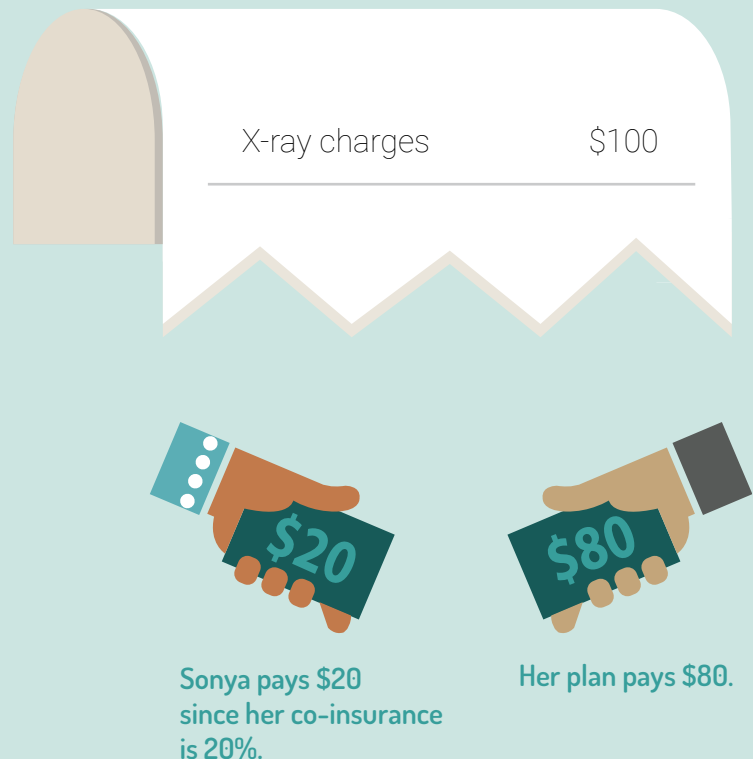 X-ray charges $100
$20
$80
Sonya pays $20
since her co-insurance
is 20%.
Her plan pays $80.